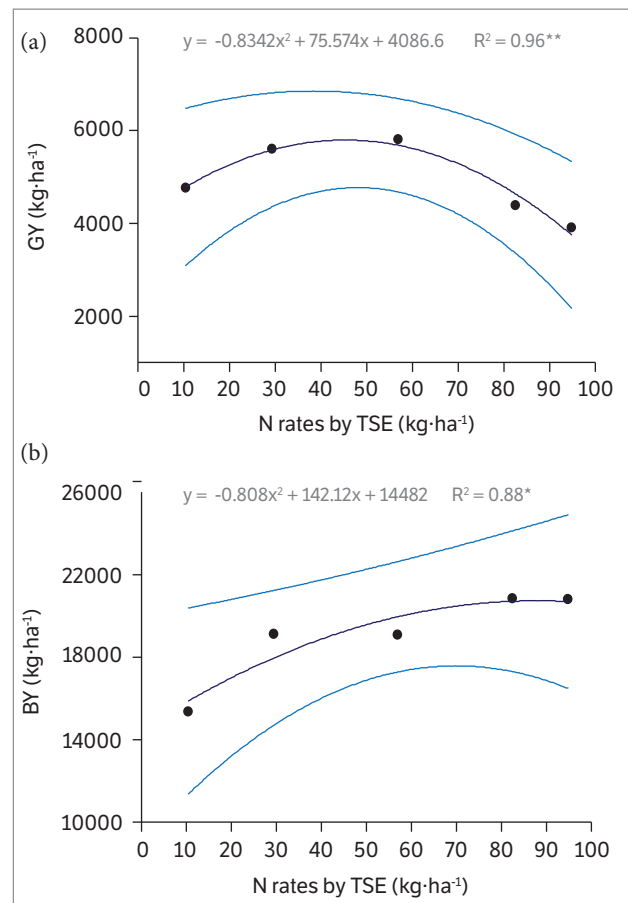 (a)
y = -0.8342x² + 75.574x + 4086.6 R² = 0.96**
8000
6000
4000
2000
GY (kg·ha⁻¹)
0 10 20 30 40 50 60 70 80 90 100
N rates by TSE (kg·ha⁻¹)
(b)
y = -0.808x² + 142.12x + 14482 R² = 0.88*
26000
22000
18000
14000
10000
BY (kg·ha⁻¹)
0 10 20 30 40 50 60 70 80 90 100
N rates by TSE (kg·ha⁻¹)